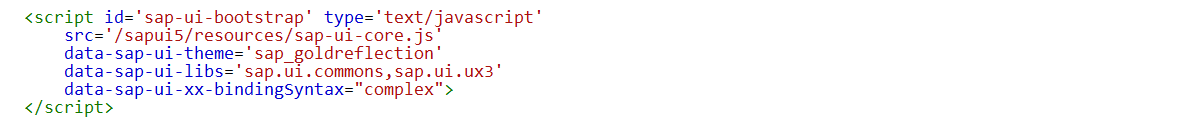 <script id='sap-ui-bootstrap' type='text/javascript'
    src='/sapui5/resources/sap-ui-core.js'
    data-sap-ui-theme='sap_goldreflection'
    data-sap-ui-libs='sap.ui.commons,sap.ui.ux3'
    data-sap-ui-xx-bindingSyntax="complex">
</script>